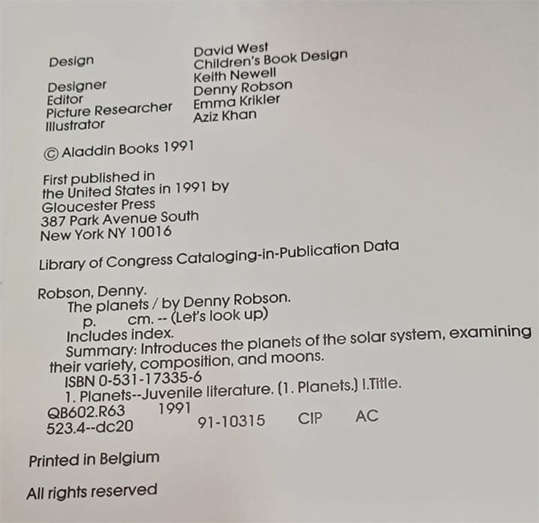 Design David West
Children's Book Design
Designer Keith Newell
Editor Denny Robson
Picture Researcher Emma Krikler
Illustrator Aziz Khan
© Aladdin Books 1991
First published in
the United States in 1991 by
Gloucester Press
387 Park Avenue South
New York NY 10016
Library of Congress Cataloging-in-Publication Data
Robson, Denny.
The planets / by Denny Robson.
p. cm. -- (Let's look up)
Includes index.
Summary: Introduces the planets of the solar system, examining
their variety, composition, and moons.
ISBN 0-531-17335-6
1. Planets--Juvenile literature. (1. Planets.) I.Title.
QB602.R63 1991
523.4--dc20 91-10315 CIP AC
Printed in Belgium
All rights reserved